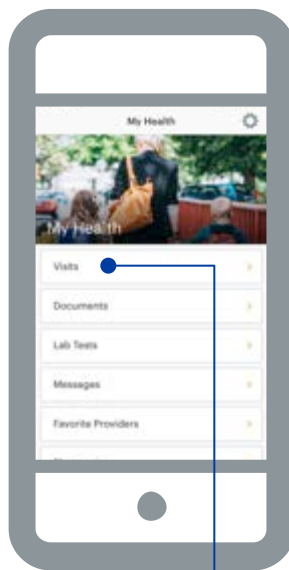 My Health
My Health
Visits
Documents
Lab Tests
Messages
Favorite Providers